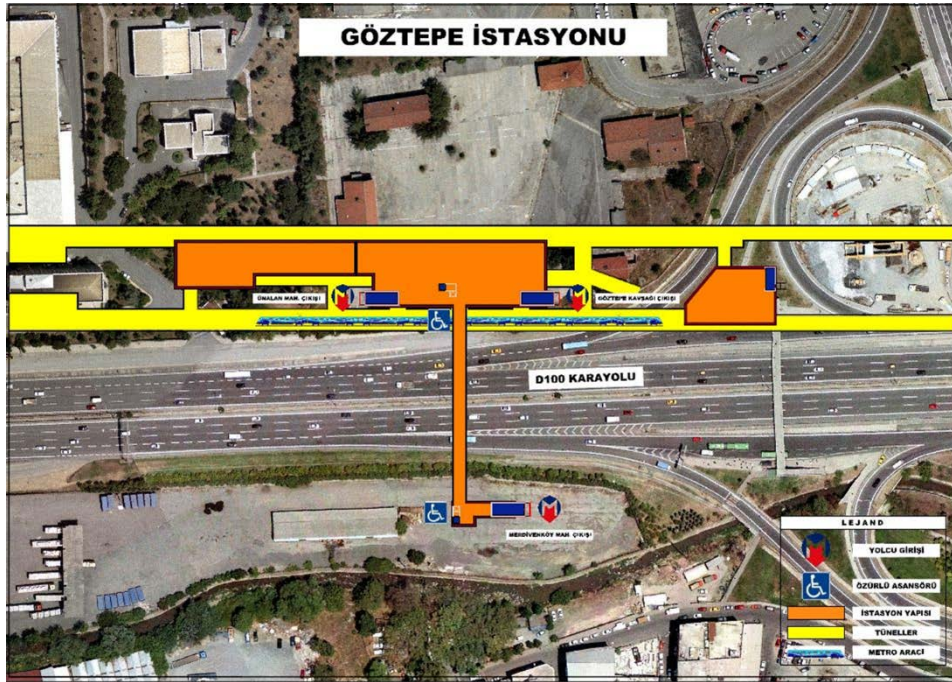 GÖZTEPE İSTASYONU
ÜNALAN MAH. ÇIKIŞI
GÖZTEPE KAVŞAĞI ÇIKIŞI
D100 KARAYOLU
MERDİVENKÖY MAH. ÇIKIŞI
LEJAND
YOLCU GİRİŞİ
ÖZÜRLÜ ASANSÖRÜ
İSTASYON YAPISI
TÜNELLER
METRO ARACİ